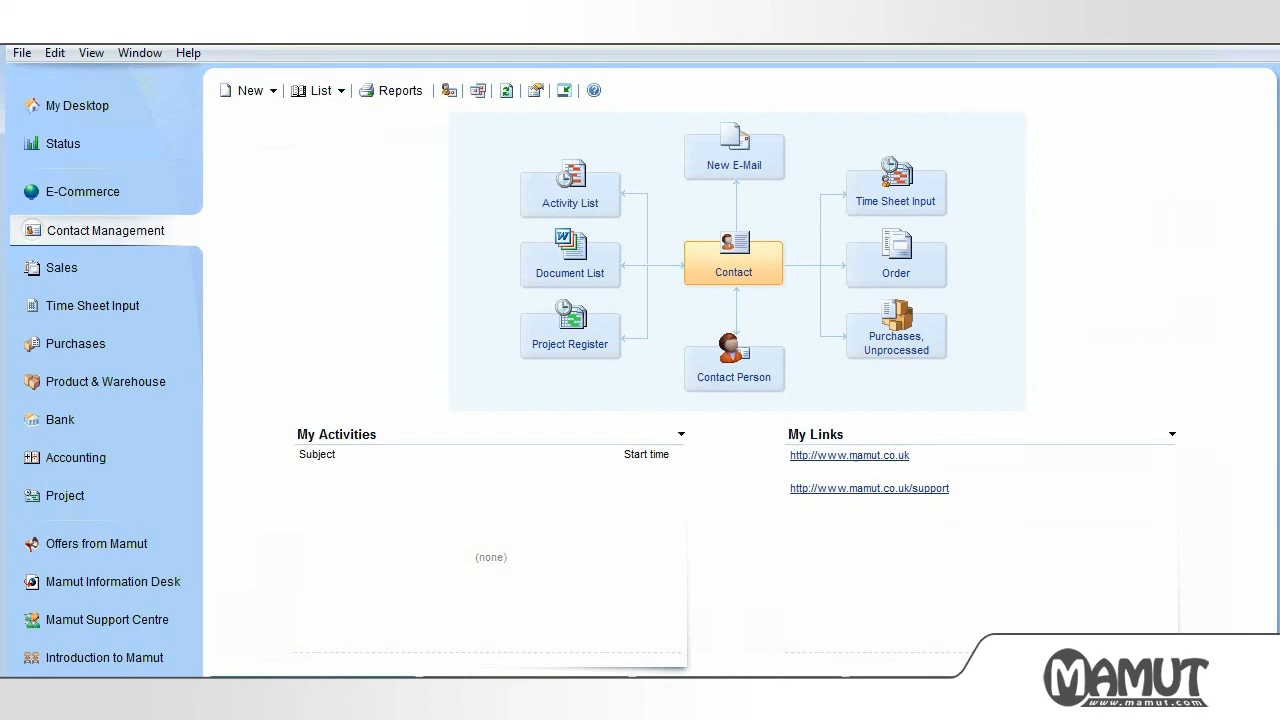 File Edit View Window Help
New List Reports
My Desktop
Status
E-Commerce
Contact Management
Sales
Time Sheet Input
Purchases
Product & Warehouse
Bank
Accounting
Project
Offers from Mamut
Mamut Information Desk
Mamut Support Centre
Introduction to Mamut
New E-Mail
Activity List
Time Sheet Input
Document List
Contact
Order
Project Register
Purchases,
Unprocessed
Contact Person
My Activities
Subject Start time
(none)
My Links
http://www.mamut.co.uk
http://www.mamut.co.uk/support
MAMUT
www.mamut.com